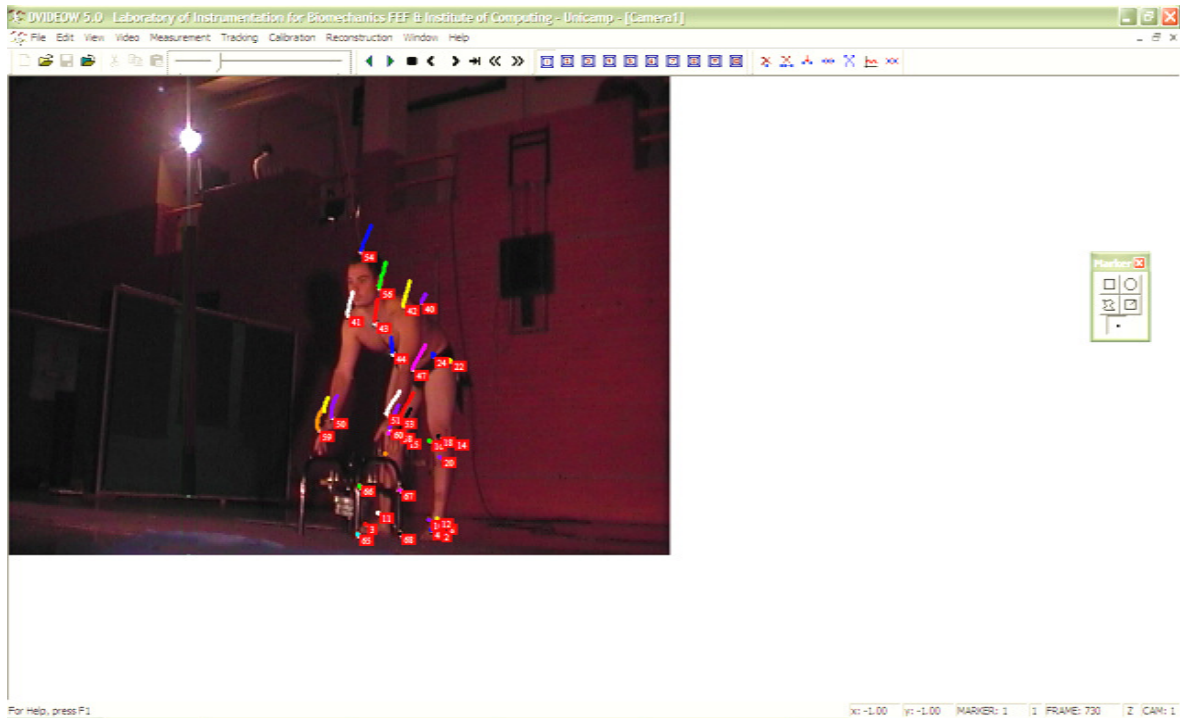 DVIDEOW 5.0 Laboratory of Instrumentation for Biomechanics FEF & Institute of Computing - Unicamp - [Camera1]
File Edit View Video Measurement Tracking Calibration Reconstruction Window Help
54
56
42 40
41
43
44 24 22
47
Marker
50 51 53
59 60 18 14
20
66 67
11
12
3
65 68 4 2
For Help, press F1
x: -1.00 y: -1.00 MARKER: 1 1 FRAME: 730 Z CAM: 1